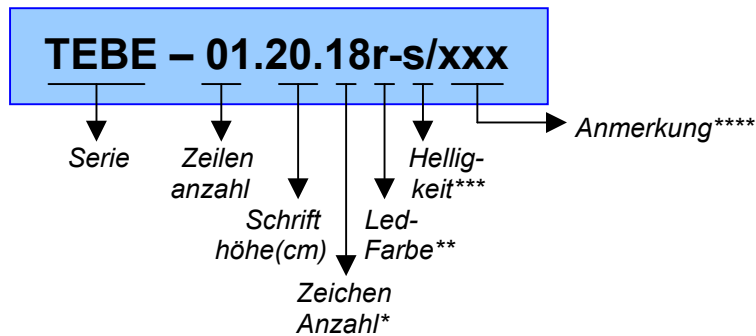 TEBE – 01.20.18r-s/xxx
Anmerkung****
Serie
Zeilen
anzahl
Hellig-
keit***
Schrift
höhe(cm)
Led-
Farbe**
Zeichen
Anzahl*